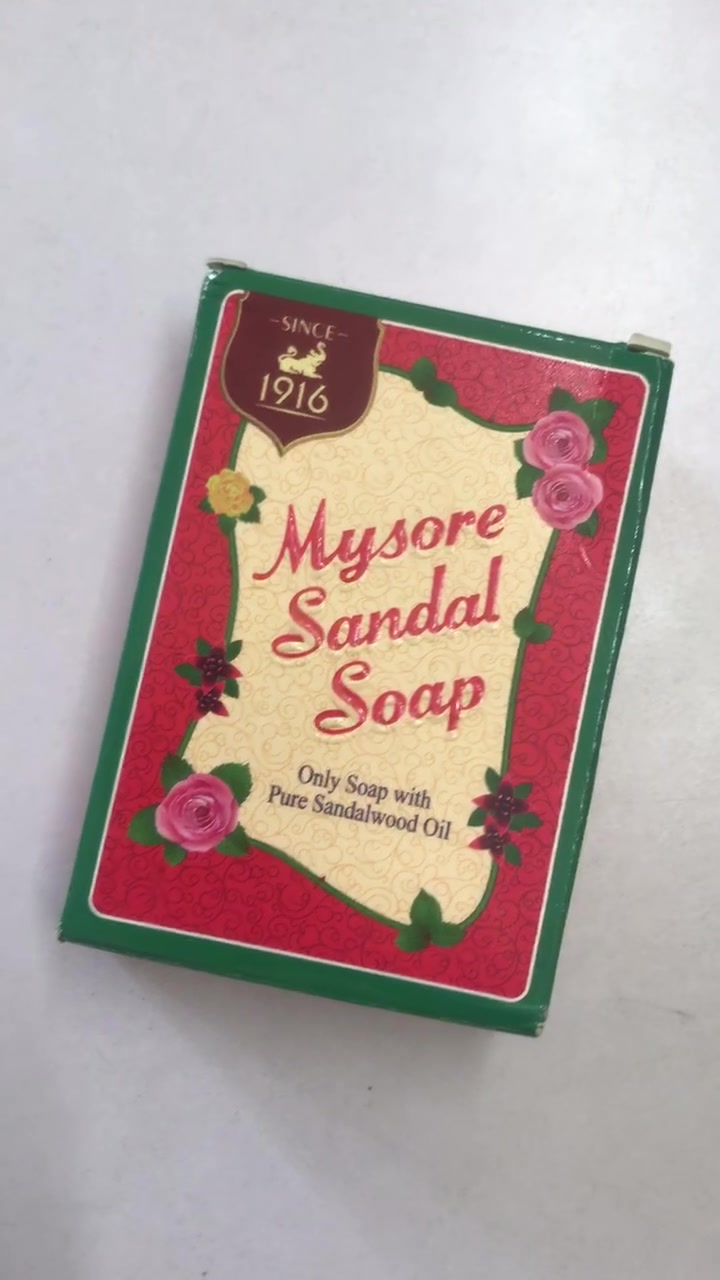 -SINCE-
1916
Mysore
Sandal
Soap
Only Soap with
Pure Sandalwood Oil